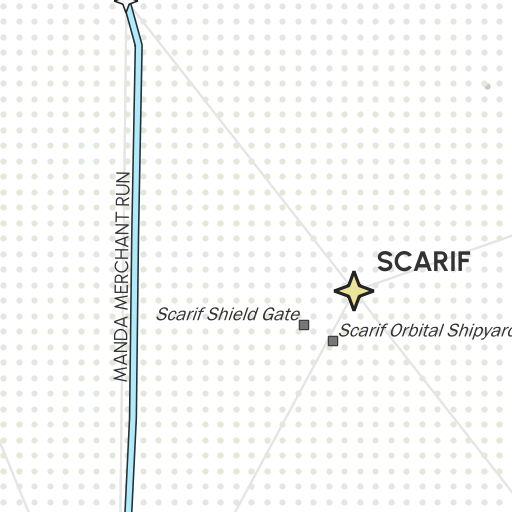 MANDA MERCHANT RUN
SCARIF
Scarif Shield Gate
Scarif Orbital Shipyard